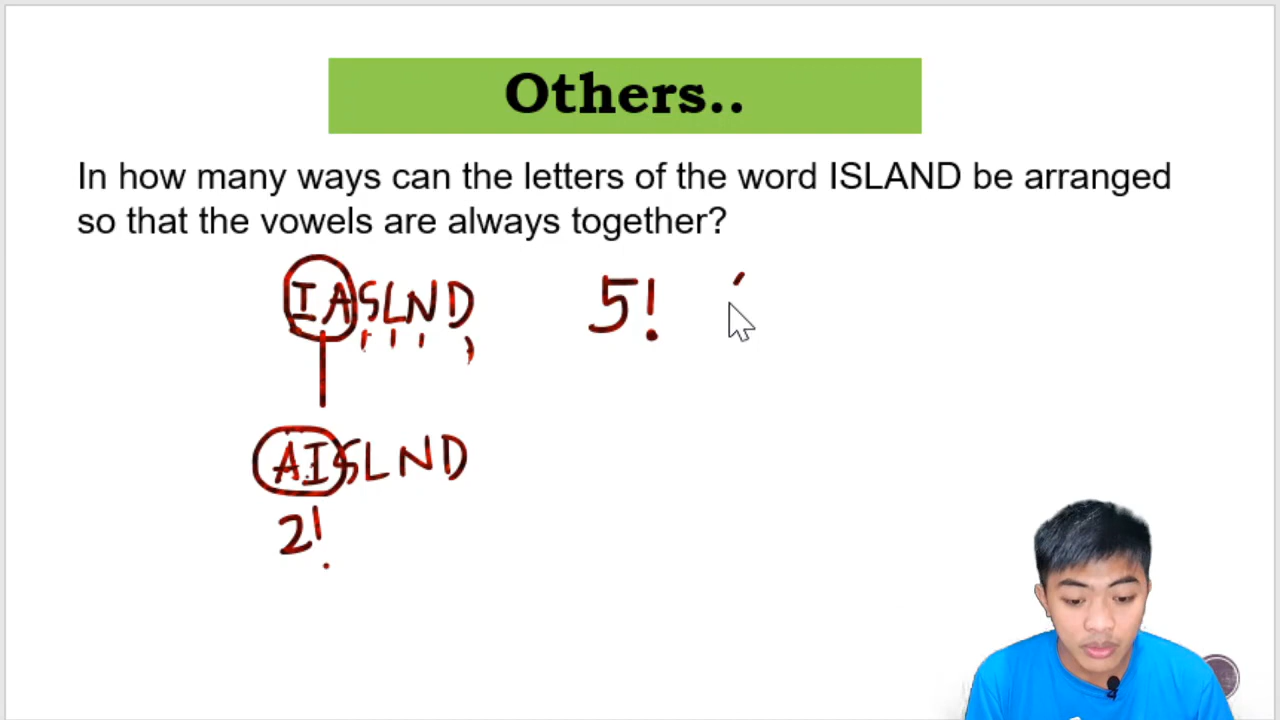 Others..
In how many ways can the letters of the word ISLAND be arranged
so that the vowels are always together?
IASLND 5!
AISLND
2!